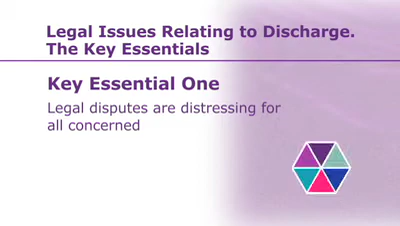 Legal Issues Relating to Discharge.
The Key Essentials
Key Essential One
Legal disputes are distressing for
all concerned